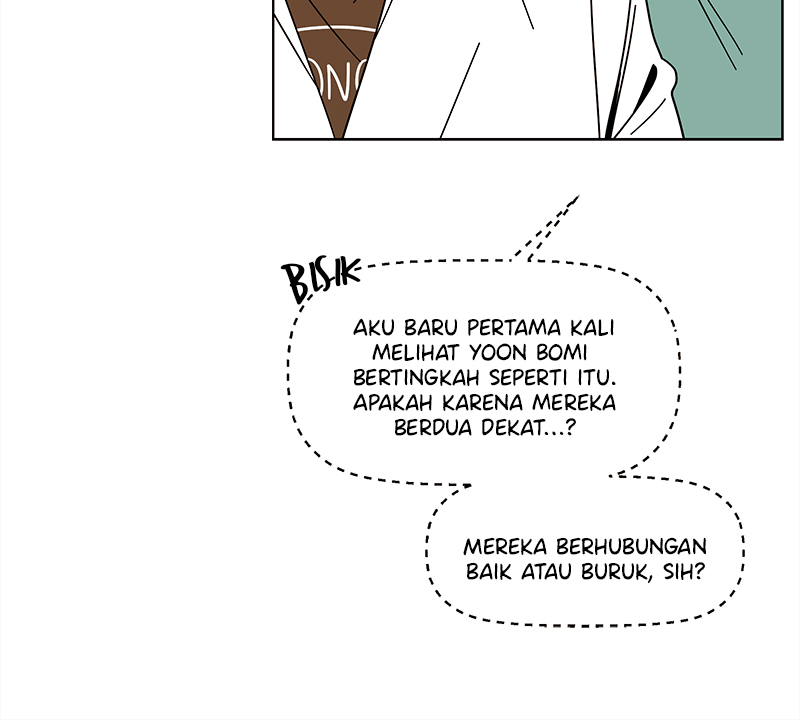 ONG
BISIK
AKU BARU PERTAMA KALI
MELIHAT YOON BOMI
BERTINGKAH SEPERTI ITU.
APAKAH KARENA MEREKA
BERDUA DEKAT...?
MEREKA BERHUBUNGAN
BAIK ATAU BURUK, SIH?